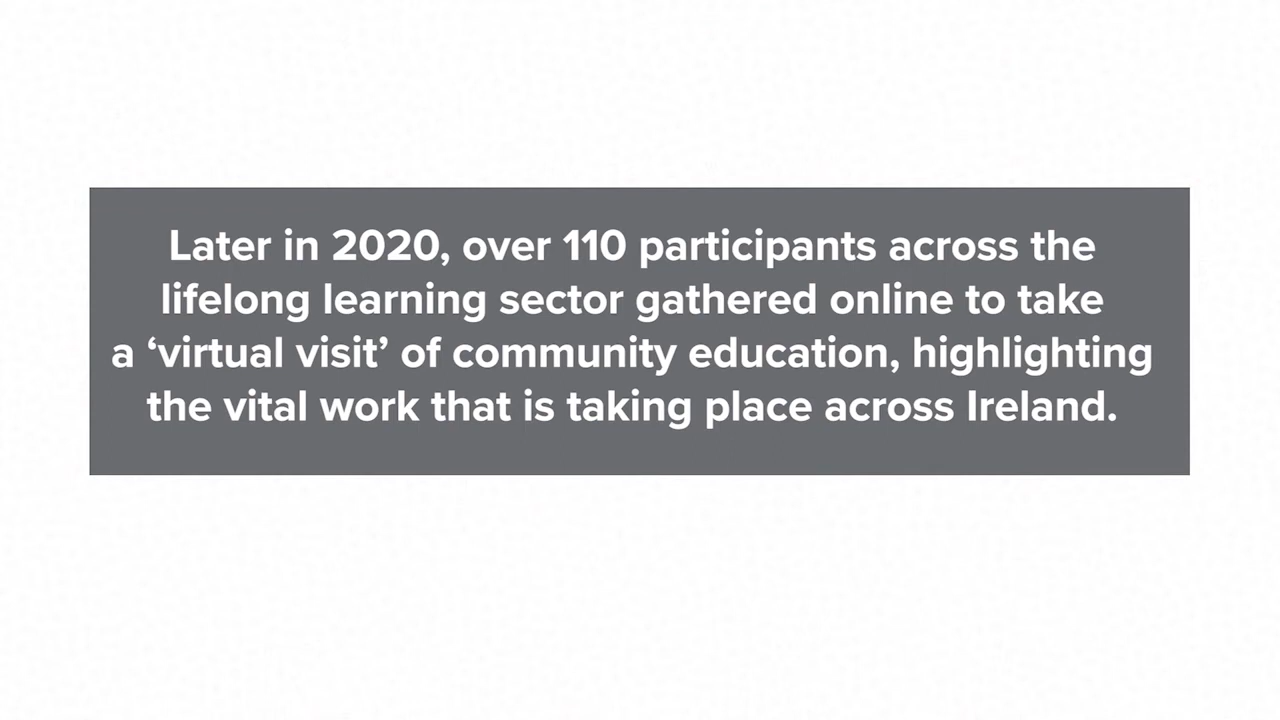 Later in 2020, over 110 participants across the
lifelong learning sector gathered online to take
a ‘virtual visit’ of community education, highlighting
the vital work that is taking place across Ireland.